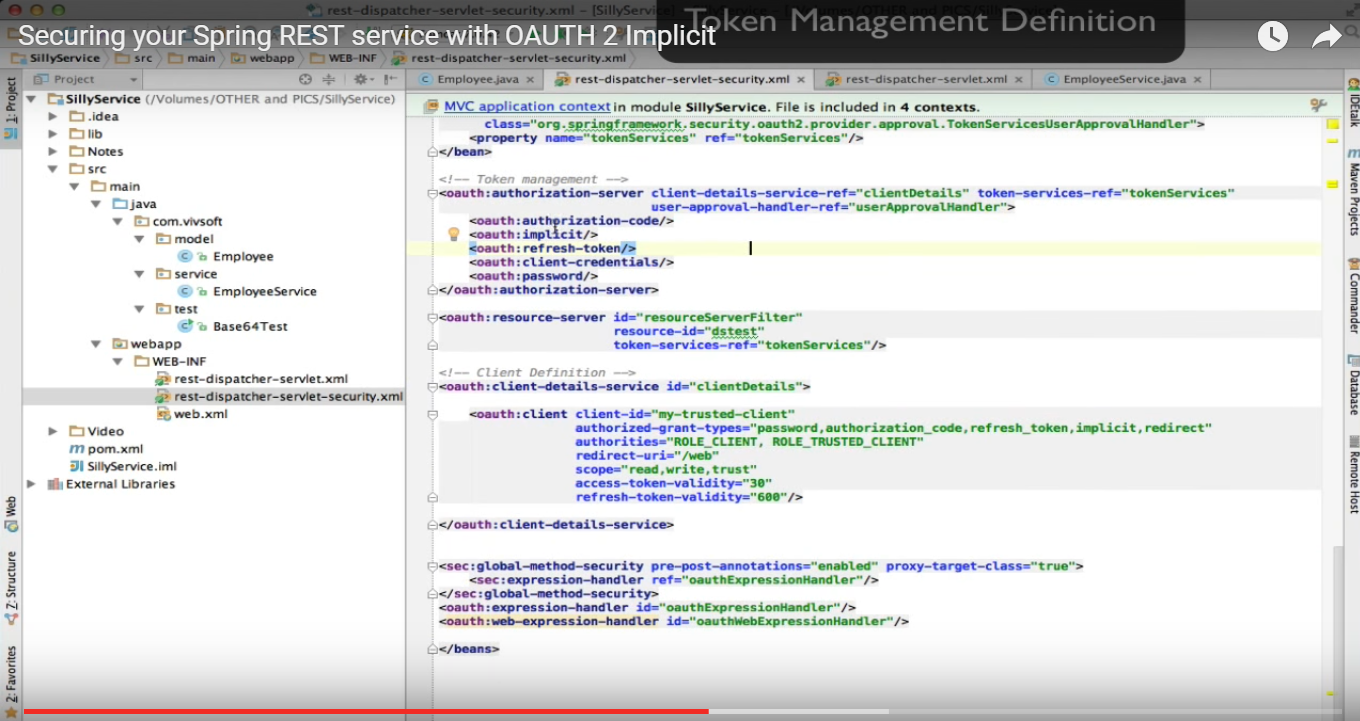 rest-dispatcher-servlet-security.xml - [SillyService] -
Token Management Definition
Securing your Spring REST service with OAUTH 2 Implicit
SillyService src main webapp WEB-INF rest-dispatcher-servlet-security.xml
Project
Employee.java rest-dispatcher-servlet-security.xml rest-dispatcher-servlet.xml EmployeeService.java
1: Project
SillyService (/Volumes/OTHER and PICS/SillyService)
.idea
lib
Notes
src
main
java
com.vivsoft
model
Employee
service
EmployeeService
test
Base64Test
webapp
WEB-INF
rest-dispatcher-servlet.xml
rest-dispatcher-servlet-security.xml
web.xml
Video
pom.xml
SillyService.iml
External Libraries
Web
Z: Structure
2: Favorites
MVC application context in module SillyService. File is included in 4 contexts.
class="org.springframework.security.oauth2.provider.approval.TokenServicesUserApprovalHandler">
<property name="tokenServices" ref="tokenServices"/>
</bean>
<!-- Token management -->
<oauth:authorization-server client-details-service-ref="clientDetails" token-services-ref="tokenServices"
user-approval-handler-ref="userApprovalHandler">
<oauth:authorization-code/>
<oauth:implicit/>
<oauth:refresh-token/>
<oauth:client-credentials/>
<oauth:password/>
</oauth:authorization-server>
<oauth:resource-server id="resourceServerFilter"
resource-id="dstest"
token-services-ref="tokenServices"/>
<!-- Client Definition -->
<oauth:client-details-service id="clientDetails">
<oauth:client client-id="my-trusted-client"
authorized-grant-types="password,authorization_code,refresh_token,implicit,redirect"
authorities="ROLE_CLIENT, ROLE_TRUSTED_CLIENT"
redirect-uri="/web"
scope="read,write,trust"
access-token-validity="30"
refresh-token-validity="600"/>
</oauth:client-details-service>
<sec:global-method-security pre-post-annotations="enabled" proxy-target-class="true">
<sec:expression-handler ref="oauthExpressionHandler"/>
</sec:global-method-security>
<oauth:expression-handler id="oauthExpressionHandler"/>
<oauth:web-expression-handler id="oauthWebExpressionHandler"/>
</beans>
IDEtalk
Maven Projects
Commander
Database
Remote Host